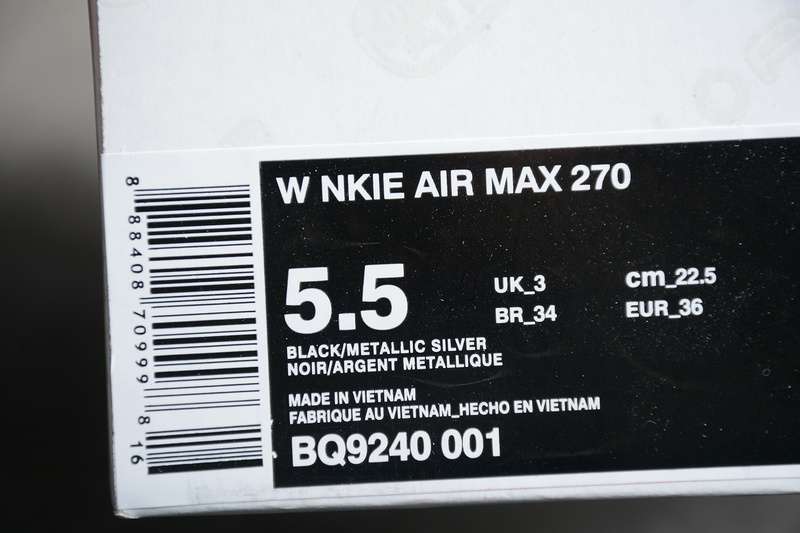 W NKIE AIR MAX 270
5.5
UK_3
cm_22.5
BR_34
EUR_36
BLACK/METALLIC SILVER
NOIR/ARGENT METALLIQUE
MADE IN VIETNAM
FABRIQUE AU VIETNAM_HECHO EN VIETNAM
BQ9240 001
8 88408 70999 8 16